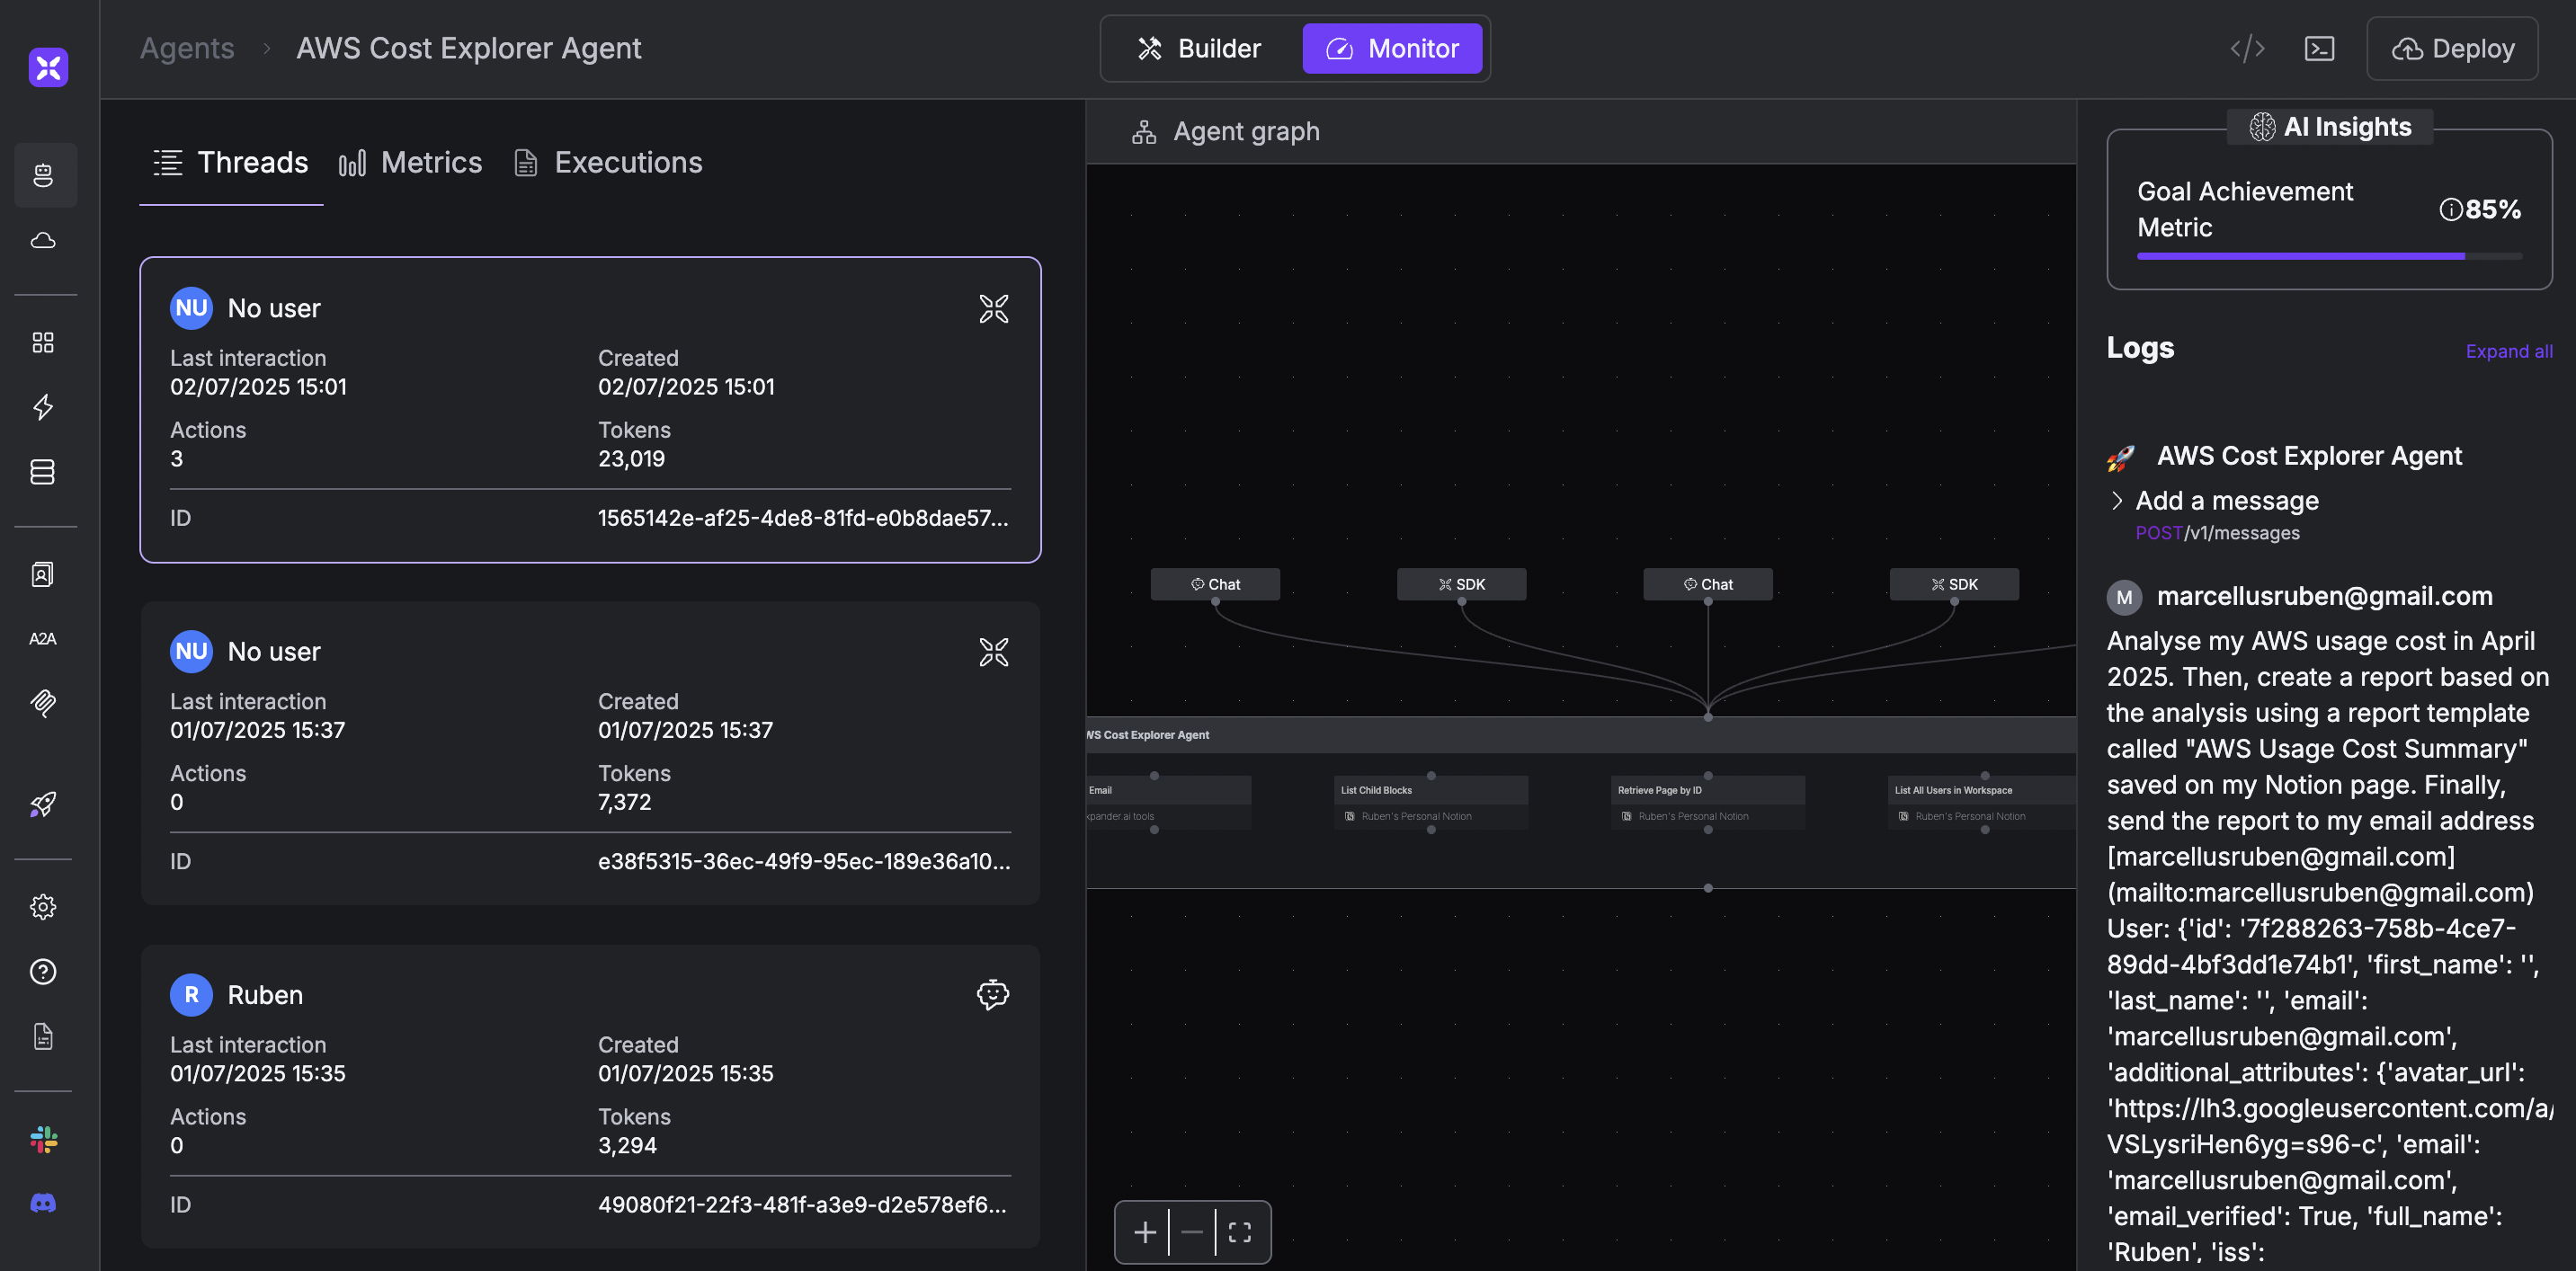 Agents
AWS Cost Explorer Agent
Builder
Monitor
Deploy
A2A
Threads
Metrics
Executions
NU
No user
Last interaction
Created
02/07/2025 15:01
02/07/2025 15:01
Actions
Tokens
3
23,019
ID
1565142e-af25-4de8-81fd-e0b8dae57...
NU
No user
Last interaction
Created
01/07/2025 15:37
01/07/2025 15:37
Actions
Tokens
0
7,372
ID
e38f5315-36ec-49f9-95ec-189e36a10...
R
Ruben
Last interaction
Created
01/07/2025 15:35
01/07/2025 15:35
Actions
Tokens
0
3,294
ID
49080f21-22f3-481f-a3e9-d2e578ef6...
Agent graph
Chat
SDK
Chat
SDK
WS Cost Explorer Agent
Email
xpander.ai tools
List Child Blocks
Ruben's Personal Notion
Retrieve Page by ID
Ruben's Personal Notion
List All Users in Workspace
Ruben's Personal Notion
AI Insights
Goal Achievement
Metric
85%
Logs
Expand all
AWS Cost Explorer Agent
Add a message
POST/v1/messages
M
marcellusruben@gmail.com
Analyse my AWS usage cost in April
2025. Then, create a report based on
the analysis using a report template
called "AWS Usage Cost Summary"
saved on my Notion page. Finally,
send the report to my email address
[marcellusruben@gmail.com]
(mailto:marcellusruben@gmail.com)
User: {'id': '7f288263-758b-4ce7-
89dd-4bf3dd1e74b1', 'first_name': '',
'last_name': '', 'email':
'marcellusruben@gmail.com',
'additional_attributes': {'avatar_url':
'https://lh3.googleusercontent.com/a/
VSLysriHen6yg=s96-c', 'email':
'marcellusruben@gmail.com',
'email_verified': True, 'full_name':
'Ruben', 'iss':